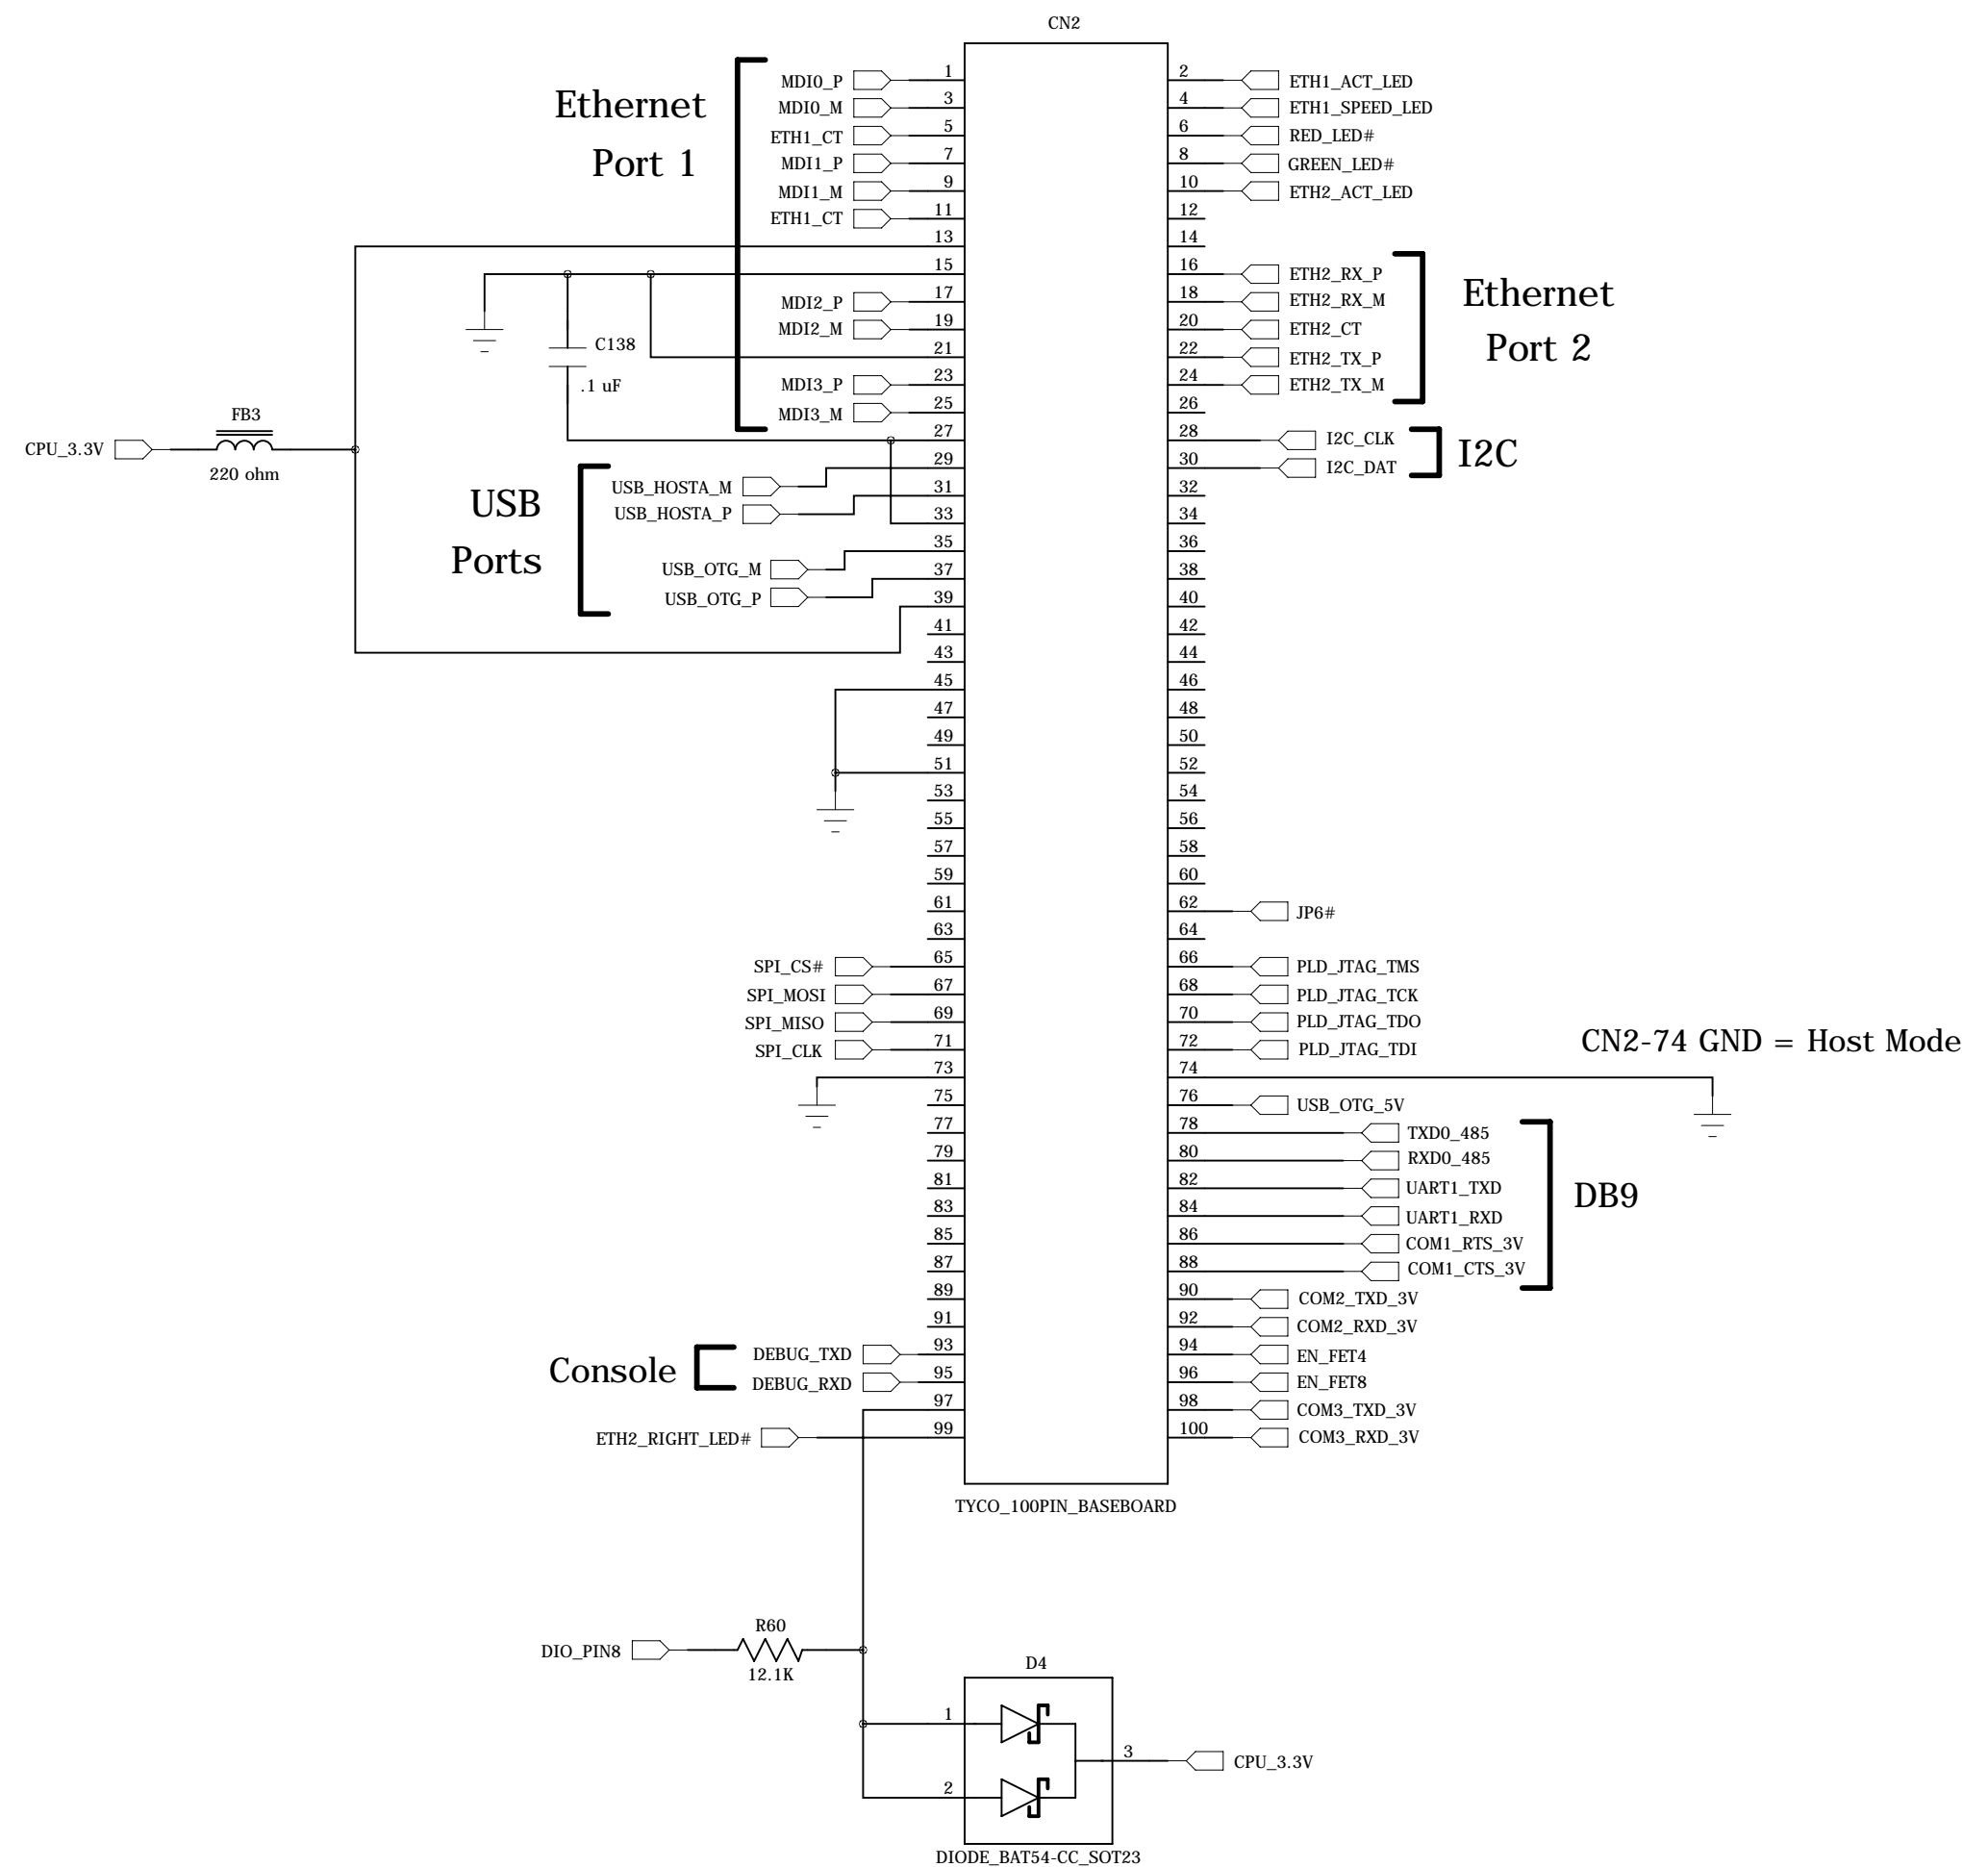 CN2
MDI0_P 1 2 ETH1_ACT_LED
MDI0_M 3 4 ETH1_SPEED_LED
ETH1_CT 5 6 RED_LED#
MDI1_P 7 8 GREEN_LED#
MDI1_M 9 10 ETH2_ACT_LED
ETH1_CT 11 12
13 14
15 16 ETH2_RX_P
MDI2_P 17 18 ETH2_RX_M
MDI2_M 19 20 ETH2_CT
21 22 ETH2_TX_P
MDI3_P 23 24 ETH2_TX_M
MDI3_M 25 26
27 28 I2C_CLK
29 30 I2C_DAT
USB_HOSTA_M
31 32
USB_HOSTA_P
33 34
35 36
USB_OTG_M
37 38
USB_OTG_P
39 40
41 42
43 44
45 46
47 48
49 50
51 52
53 54
55 56
57 58
59 60
61 62 JP6#
63 64
SPI_CS# 65 66 PLD_JTAG_TMS
SPI_MOSI 67 68 PLD_JTAG_TCK
SPI_MISO 69 70 PLD_JTAG_TDO
SPI_CLK 71 72 PLD_JTAG_TDI
73 74
75 76 USB_OTG_5V
77 78 TXD0_485
79 80 RXD0_485
81 82 UART1_TXD
83 84 UART1_RXD
85 86 COM1_RTS_3V
87 88 COM1_CTS_3V
89 90 COM2_TXD_3V
91 92 COM2_RXD_3V
DEBUG_TXD 93 94 EN_FET4
DEBUG_RXD 95 96 EN_FET8
97 98 COM3_TXD_3V
ETH2_RIGHT_LED# 99 100 COM3_RXD_3V
TYCO_100PIN_BASEBOARD
Ethernet
Port 1
Ethernet
Port 2
I2C
C138
.1 uF
FB3
CPU_3.3V
220 ohm
USB
Ports
CN2-74 GND = Host Mode
DB9
Console
R60
DIO_PIN8
12.1K
D4
1
2
3
CPU_3.3V
DIODE_BAT54-CC_SOT23